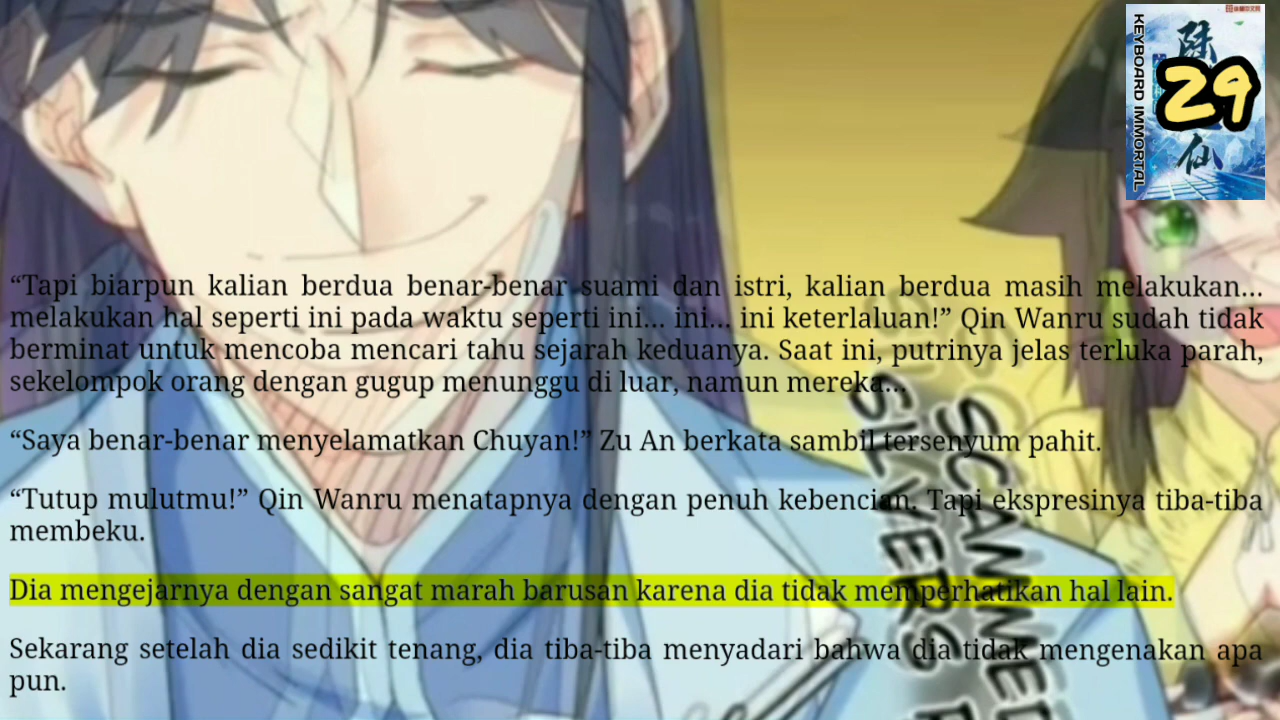 KEYBOARD IMMORTAL
陸
29
仙
“Tapi biarpun kalian berdua benar-benar suami dan istri, kalian berdua masih melakukan...
melakukan hal seperti ini pada waktu seperti ini... ini... ini keterlaluan!” Qin Wanru sudah tidak
berminat untuk mencoba mencari tahu sejarah keduanya. Saat ini, putrinya jelas terluka parah,
sekelompok orang dengan gugup menunggu di luar, namun mereka...
“Saya benar-benar menyelamatkan Chuyan!” Zu An berkata sambil tersenyum pahit.
“Tutup mulutmu!” Qin Wanru menatapnya dengan penuh kebencian. Tapi ekspresinya tiba-tiba
membeku.
Dia mengejarnya dengan sangat marah barusan karena dia tidak memperhatikan hal lain.
Sekarang setelah dia sedikit tenang, dia tiba-tiba menyadari bahwa dia tidak mengenakan apa
pun.
SILVERS